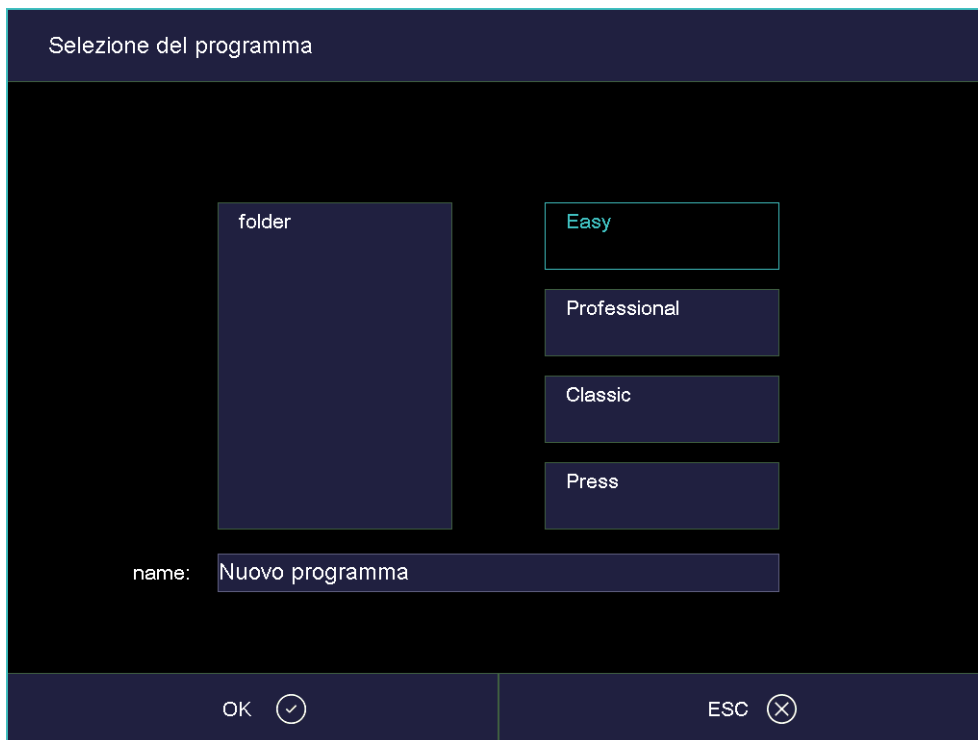 Selezione del programma
folder
Easy
Professional
Classic
Press
name:
Nuovo programma
OK
ESC